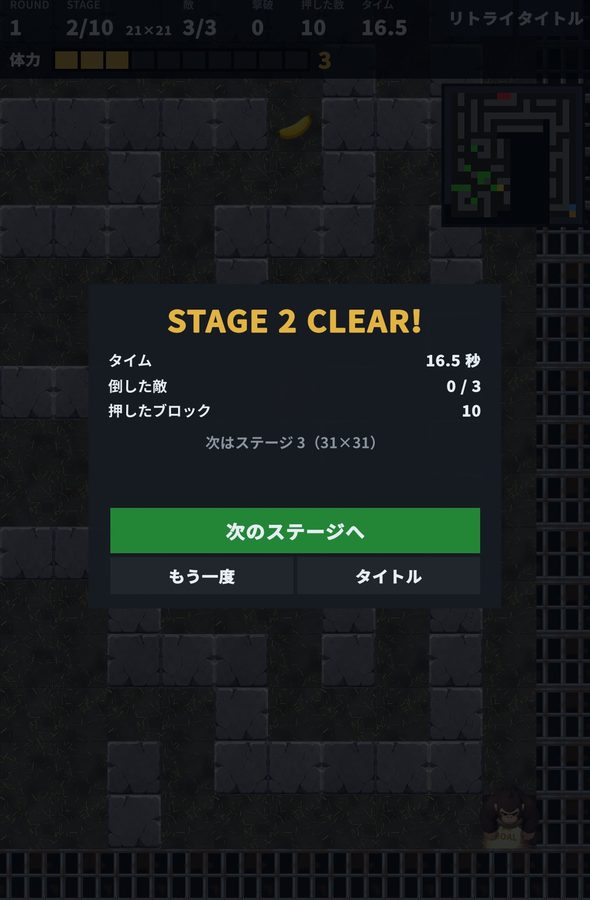 ROUND STAGE 敵 撃破 押した数 タイム
1 2/10 21×21 3/3 0 10 16.5 リトライ タイトル
体力 3
STAGE 2 CLEAR!
タイム 16.5 秒
倒した敵 0 / 3
押したブロック 10
次はステージ 3（31×31）
次のステージへ
もう一度 タイトル
GOAL